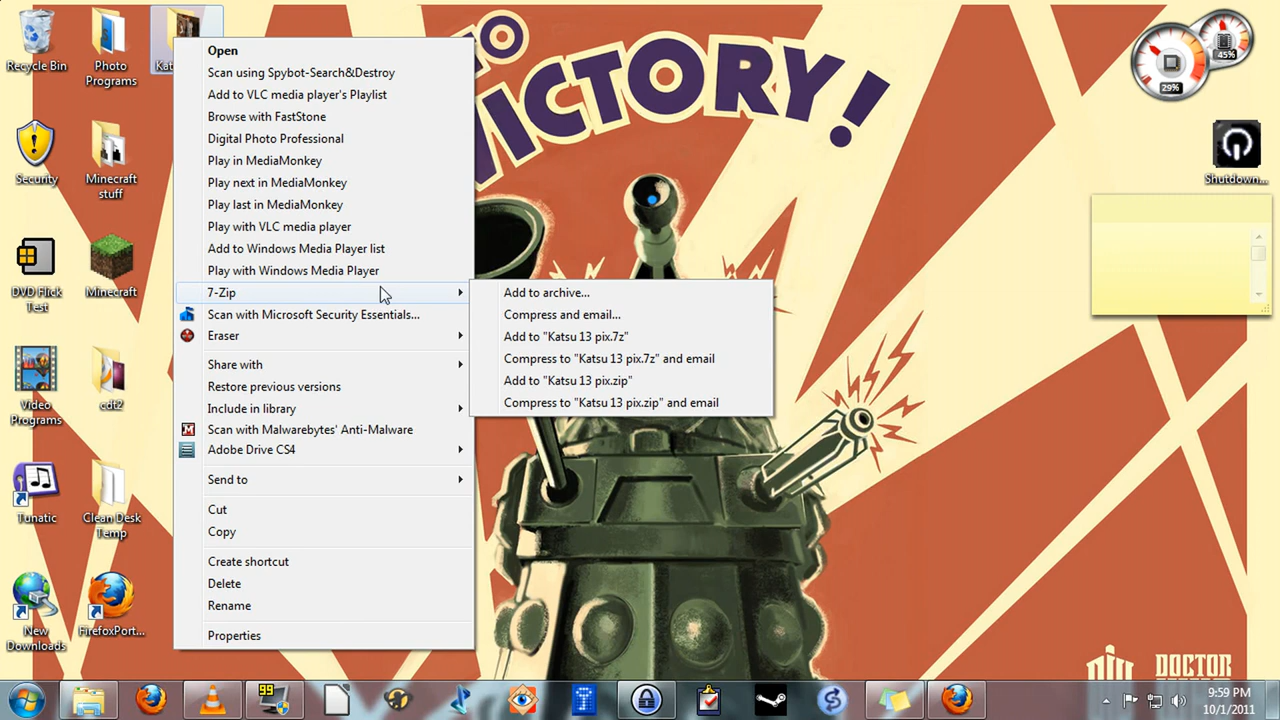 Recycle Bin
Photo
Programs
Security
Minecraft
stuff
DVD Flick
Test
Minecraft
Video
Programs
cdt2
Tunatic
Clean Desk
Temp
New
Downloads
FirefoxPort...
Open
Scan using Spybot-Search&Destroy
Add to VLC media player's Playlist
Browse with FastStone
Digital Photo Professional
Play in MediaMonkey
Play next in MediaMonkey
Play last in MediaMonkey
Play with VLC media player
Add to Windows Media Player list
Play with Windows Media Player
7-Zip
Scan with Microsoft Security Essentials...
Eraser
Share with
Restore previous versions
Include in library
Scan with Malwarebytes' Anti-Malware
Adobe Drive CS4
Send to
Cut
Copy
Create shortcut
Delete
Rename
Properties
Add to archive...
Compress and email...
Add to "Katsu 13 pix.7z"
Compress to "Katsu 13 pix.7z" and email
Add to "Katsu 13 pix.zip"
Compress to "Katsu 13 pix.zip" and email
TO
VICTORY!
45%
29%
Shutdown...
DOCTOR
99
9:59 PM
10/1/2011